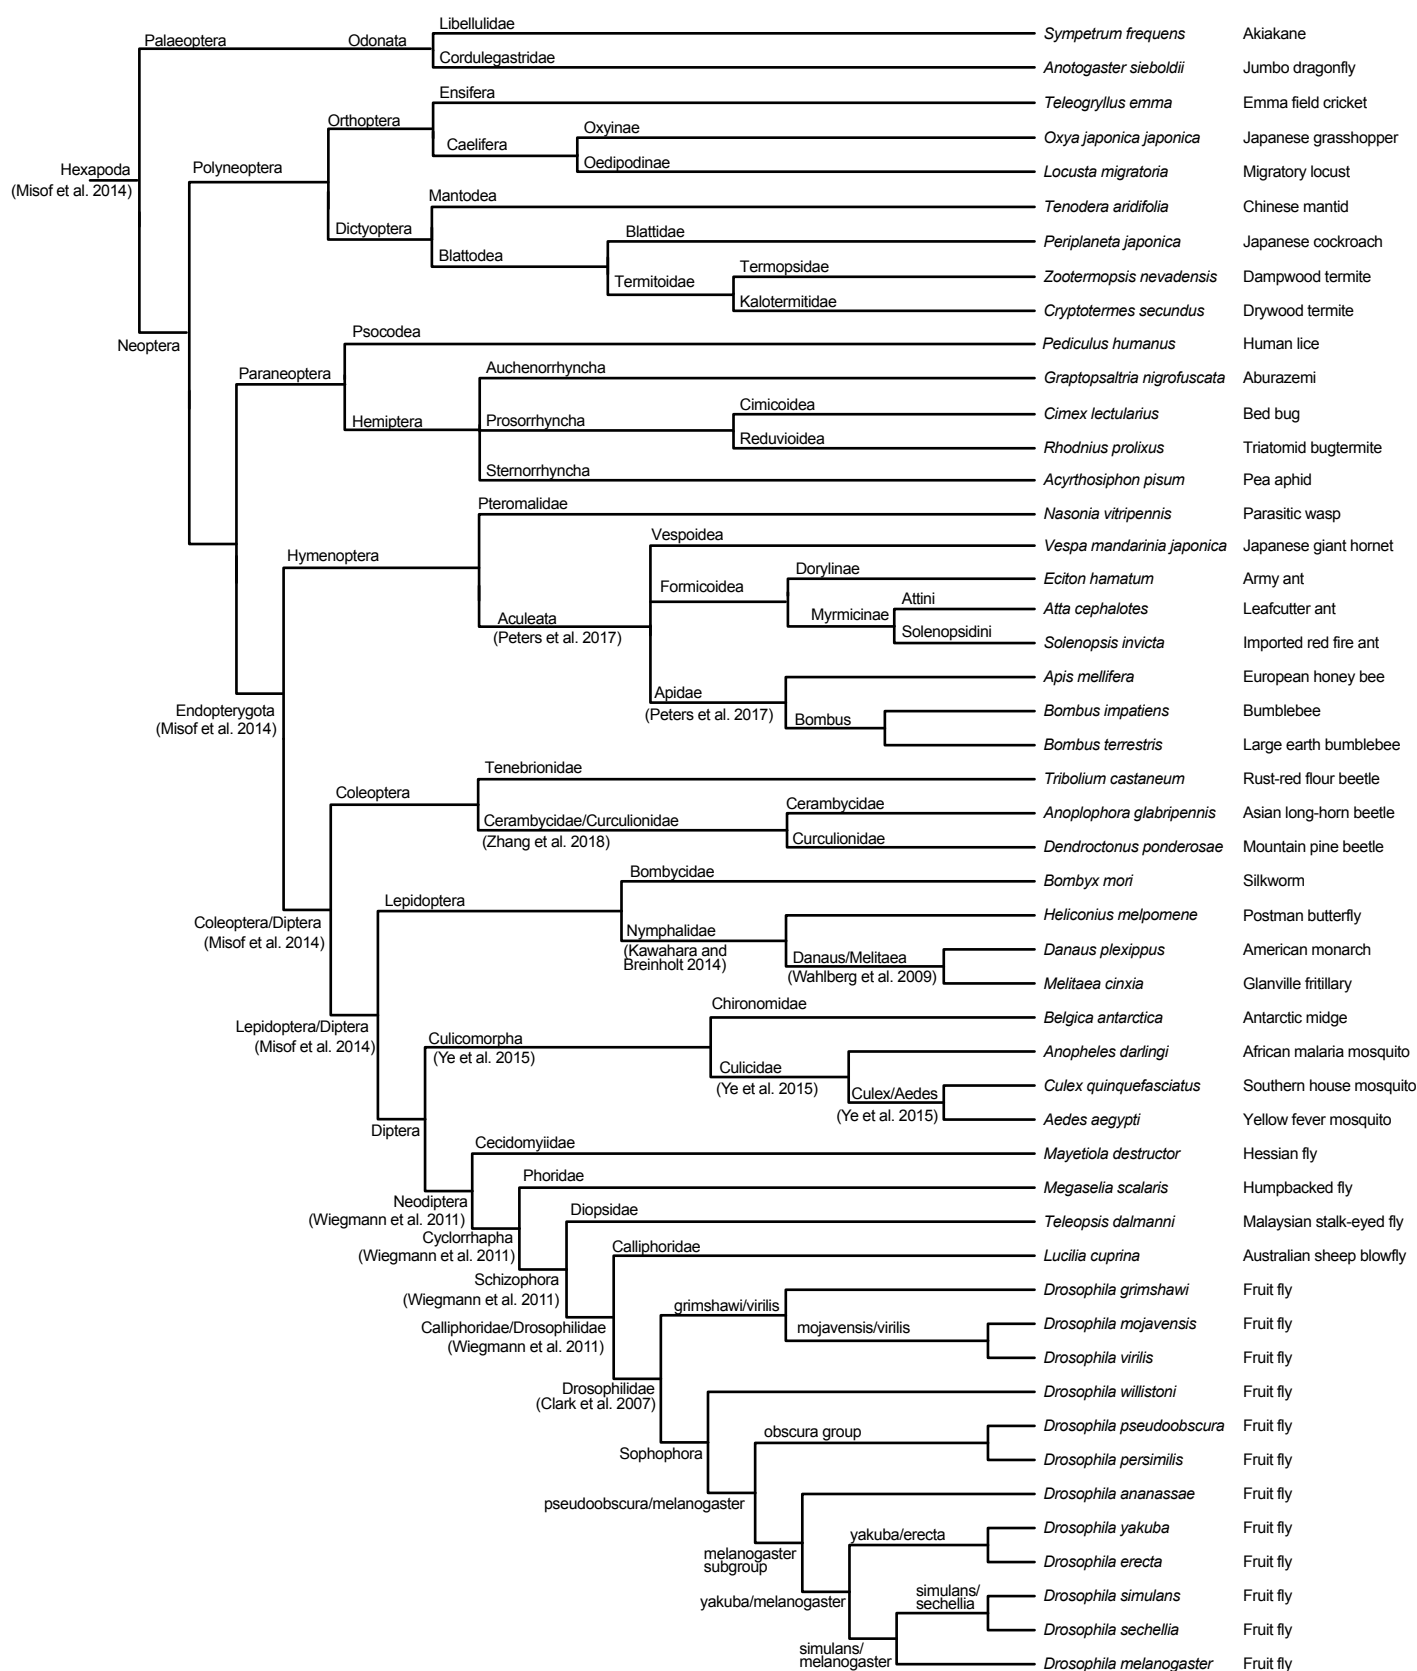 Libellulidae
Palaeoptera Odonata Sympetrum frequens Akiakane
Cordulegastridae
Anotogaster sieboldii Jumbo dragonfly
Ensifera
Teleogryllus emma Emma field cricket
Orthoptera
Oxyinae
Oxya japonica japonica Japanese grasshopper
Caelifera
Oedipodinae
Hexapoda Polyneoptera Locusta migratoria Migratory locust
(Misof et al. 2014)
Mantodea
Tenodera aridifolia Chinese mantid
Dictyoptera
Blattidae
Periplaneta japonica Japanese cockroach
Blattodea
Termopsidae
Termitoidae Zootermopsis nevadensis Dampwood termite
Kalotermitidae
Cryptotermes secundus Drywood termite
Psocodea
Neoptera Pediculus humanus Human lice
Auchenorrhyncha
Paraneoptera Graptopsaltria nigrofuscata Aburazemi
Cimicoidea
Hemiptera Prosorrhyncha Cimex lectularius Bed bug
Reduvioidea
Rhodnius prolixus Triatomid bugtermite
Sternorrhyncha
Acyrthosiphon pisum Pea aphid
Pteromalidae
Nasonia vitripennis Parasitic wasp
Vespoidea
Hymenoptera Vespa mandarinia japonica Japanese giant hornet
Dorylinae
Formicoidea Eciton hamatum Army ant
Attini
Aculeata Myrmicinae Atta cephalotes Leafcutter ant
(Peters et al. 2017) Solenopsidini
Solenopsis invicta Imported red fire ant
Apis mellifera European honey bee
Apidae
Endopterygota (Peters et al. 2017) Bombus Bombus impatiens Bumblebee
(Misof et al. 2014)
Bombus terrestris Large earth bumblebee
Tenebrionidae
Tribolium castaneum Rust-red flour beetle
Coleoptera
Cerambycidae
Cerambycidae/Curculionidae Anoplophora glabripennis Asian long-horn beetle
(Zhang et al. 2018) Curculionidae
Dendroctonus ponderosae Mountain pine beetle
Bombycidae
Bombyx mori Silkworm
Lepidoptera
Coleoptera/Diptera Nymphalidae Heliconius melpomene Postman butterfly
(Misof et al. 2014) (Kawahara and
Breinholt 2014) Danaus/Melitaea Danaus plexippus American monarch
(Wahlberg et al. 2009)
Melitaea cinxia Glanville fritillary
Chironomidae
Lepidoptera/Diptera Belgica antarctica Antarctic midge
(Misof et al. 2014) Culicomorpha
(Ye et al. 2015) Anopheles darlingi African malaria mosquito
Culicidae
(Ye et al. 2015) Culex/Aedes Culex quinquefasciatus Southern house mosquito
(Ye et al. 2015)
Diptera Aedes aegypti Yellow fever mosquito
Cecidomyiidae
Mayetiola destructor Hessian fly
Phoridae
Neodiptera Megaselia scalaris Humpbacked fly
(Wiegmann et al. 2011) Diopsidae
Cyclorrhapha Teleopsis dalmanni Malaysian stalk-eyed fly
(Wiegmann et al. 2011) Calliphoridae
Lucilia cuprina Australian sheep blowfly
Schizophora
(Wiegmann et al. 2011) Drosophila grimshawi Fruit fly
grimshawi/virilis
Calliphoridae/Drosophilidae mojavensis/virilis Drosophila mojavensis Fruit fly
(Wiegmann et al. 2011)
Drosophila virilis Fruit fly
Drosophilidae Drosophila willistoni Fruit fly
(Clark et al. 2007)
obscura group Drosophila pseudoobscura Fruit fly
Sophophora
Drosophila persimilis Fruit fly
pseudoobscura/melanogaster Drosophila ananassae Fruit fly
yakuba/erecta Drosophila yakuba Fruit fly
melanogaster
subgroup Drosophila erecta Fruit fly
yakuba/melanogaster simulans/ Drosophila simulans Fruit fly
sechellia
Drosophila sechellia Fruit fly
simulans/
melanogaster Drosophila melanogaster Fruit fly